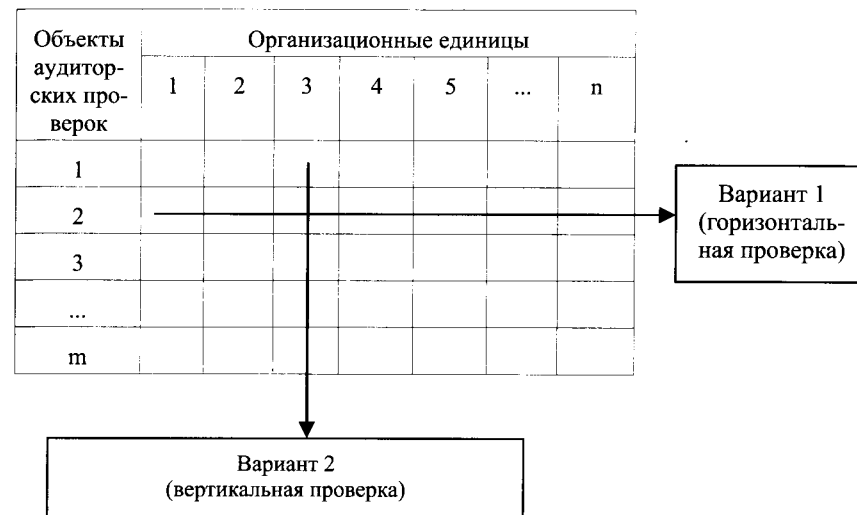 Объекты
аудитор-
ских про-
верок
Организационные единицы
1 2 3 4 5 ... n
1
2
3
...
m
Вариант 1
(горизонталь-
ная проверка)
Вариант 2
(вертикальная проверка)